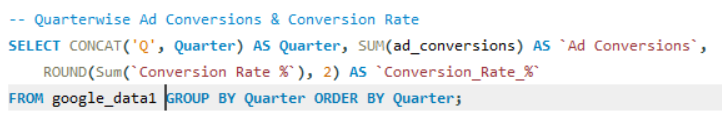 -- Quarterwise Ad Conversions & Conversion Rate
SELECT CONCAT('Q', Quarter) AS Quarter, SUM(ad_conversions) AS `Ad Conversions`,
ROUND(Sum(`Conversion Rate %`), 2) AS `Conversion_Rate_%`
FROM google_data1 GROUP BY Quarter ORDER BY Quarter;